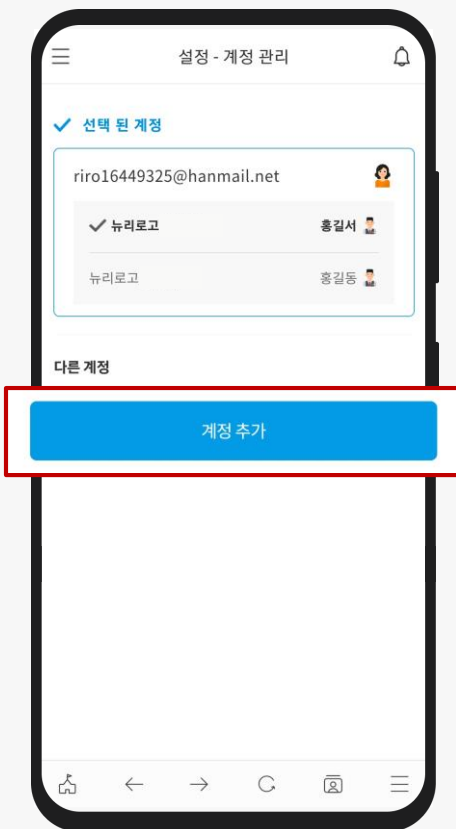 설정 - 계정 관리
선택 된 계정
riro16449325@hanmail.net
뉴리로고 홍길서
뉴리로고 홍길동
다른 계정
계정 추가